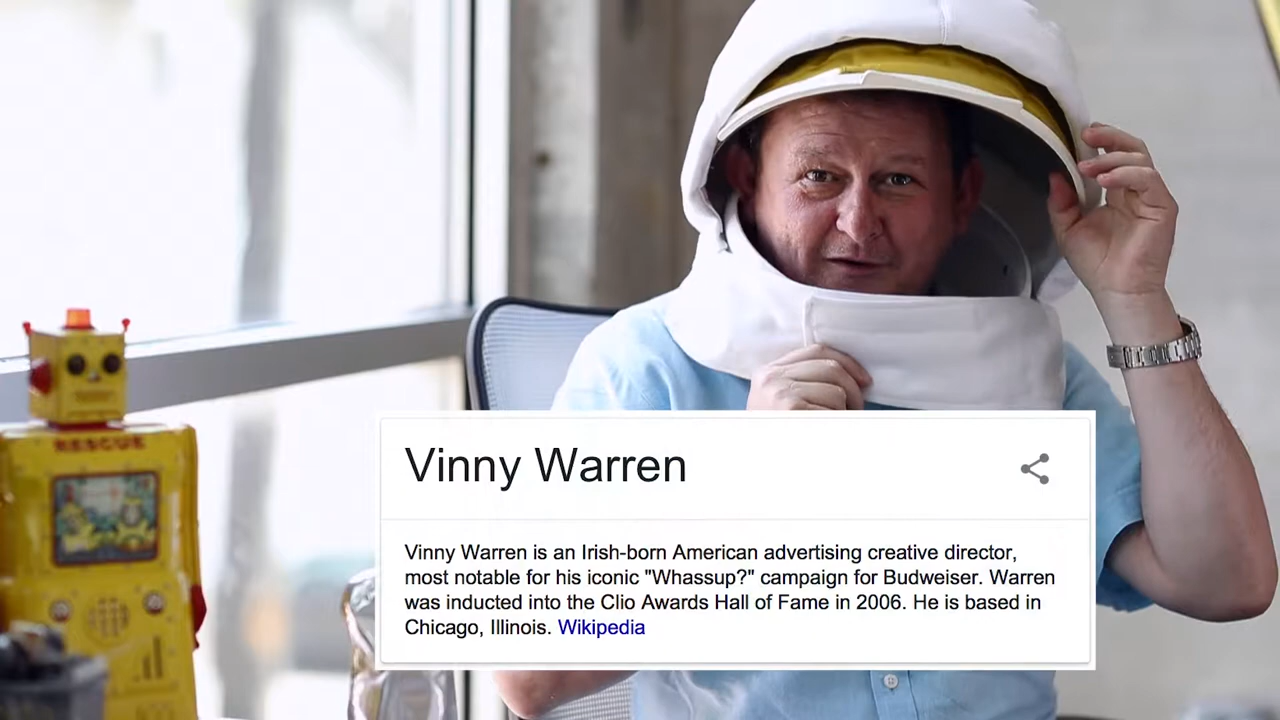 RESCUE
Vinny Warren
Vinny Warren is an Irish-born American advertising creative director,
most notable for his iconic "Whassup?" campaign for Budweiser. Warren
was inducted into the Clio Awards Hall of Fame in 2006. He is based in
Chicago, Illinois. Wikipedia